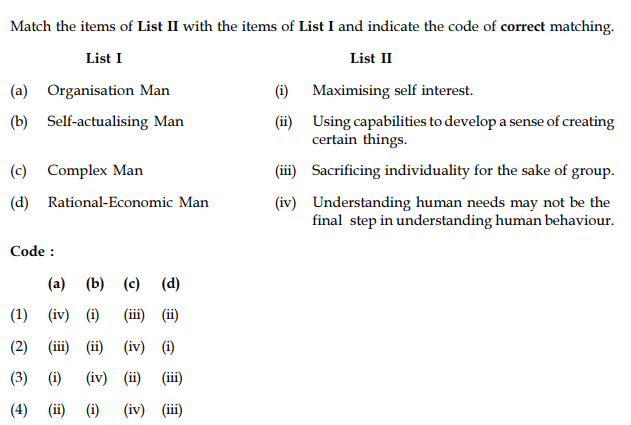 Match the items of List II with the items of List I and indicate the code of correct matching.
List I List II
(a) Organisation Man (i) Maximising self interest.
(b) Self-actualising Man (ii) Using capabilities to develop a sense of creating
certain things.
(c) Complex Man (iii) Sacrificing individuality for the sake of group.
(d) Rational-Economic Man (iv) Understanding human needs may not be the
final step in understanding human behaviour.
Code :
(a) (b) (c) (d)
(1) (iv) (i) (iii) (ii)
(2) (iii) (ii) (iv) (i)
(3) (i) (iv) (ii) (iii)
(4) (ii) (i) (iv) (iii)